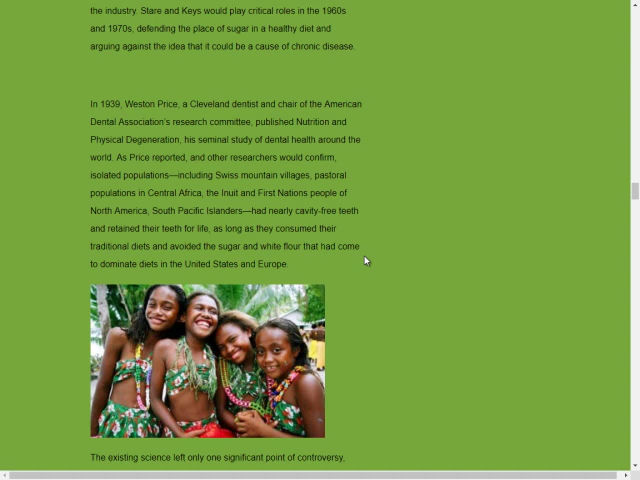 the industry. Stare and Keys would play critical roles in the 1960s
and 1970s, defending the place of sugar in a healthy diet and
arguing against the idea that it could be a cause of chronic disease.
In 1939, Weston Price, a Cleveland dentist and chair of the American
Dental Association's research committee, published Nutrition and
Physical Degeneration, his seminal study of dental health around the
world. As Price reported, and other researchers would confirm,
isolated populations—including Swiss mountain villages, pastoral
populations in Central Africa, the Inuit and First Nations people of
North America, South Pacific Islanders—had nearly cavity-free teeth
and retained their teeth for life, as long as they consumed their
traditional diets and avoided the sugar and white flour that had come
to dominate diets in the United States and Europe.
The existing science left only one significant point of controversy,